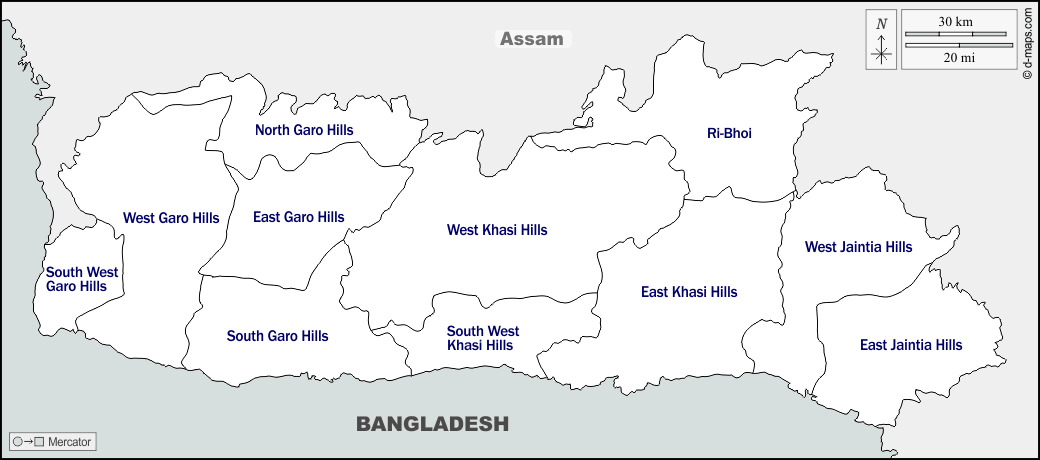 Assam
N
30 km
20 mi
© d-maps.com
North Garo Hills
Ri-Bhoi
West Garo Hills
East Garo Hills
West Khasi Hills
West Jaintia Hills
South West
Garo Hills
East Khasi Hills
South Garo Hills
South West
Khasi Hills
East Jaintia Hills
BANGLADESH
Mercator